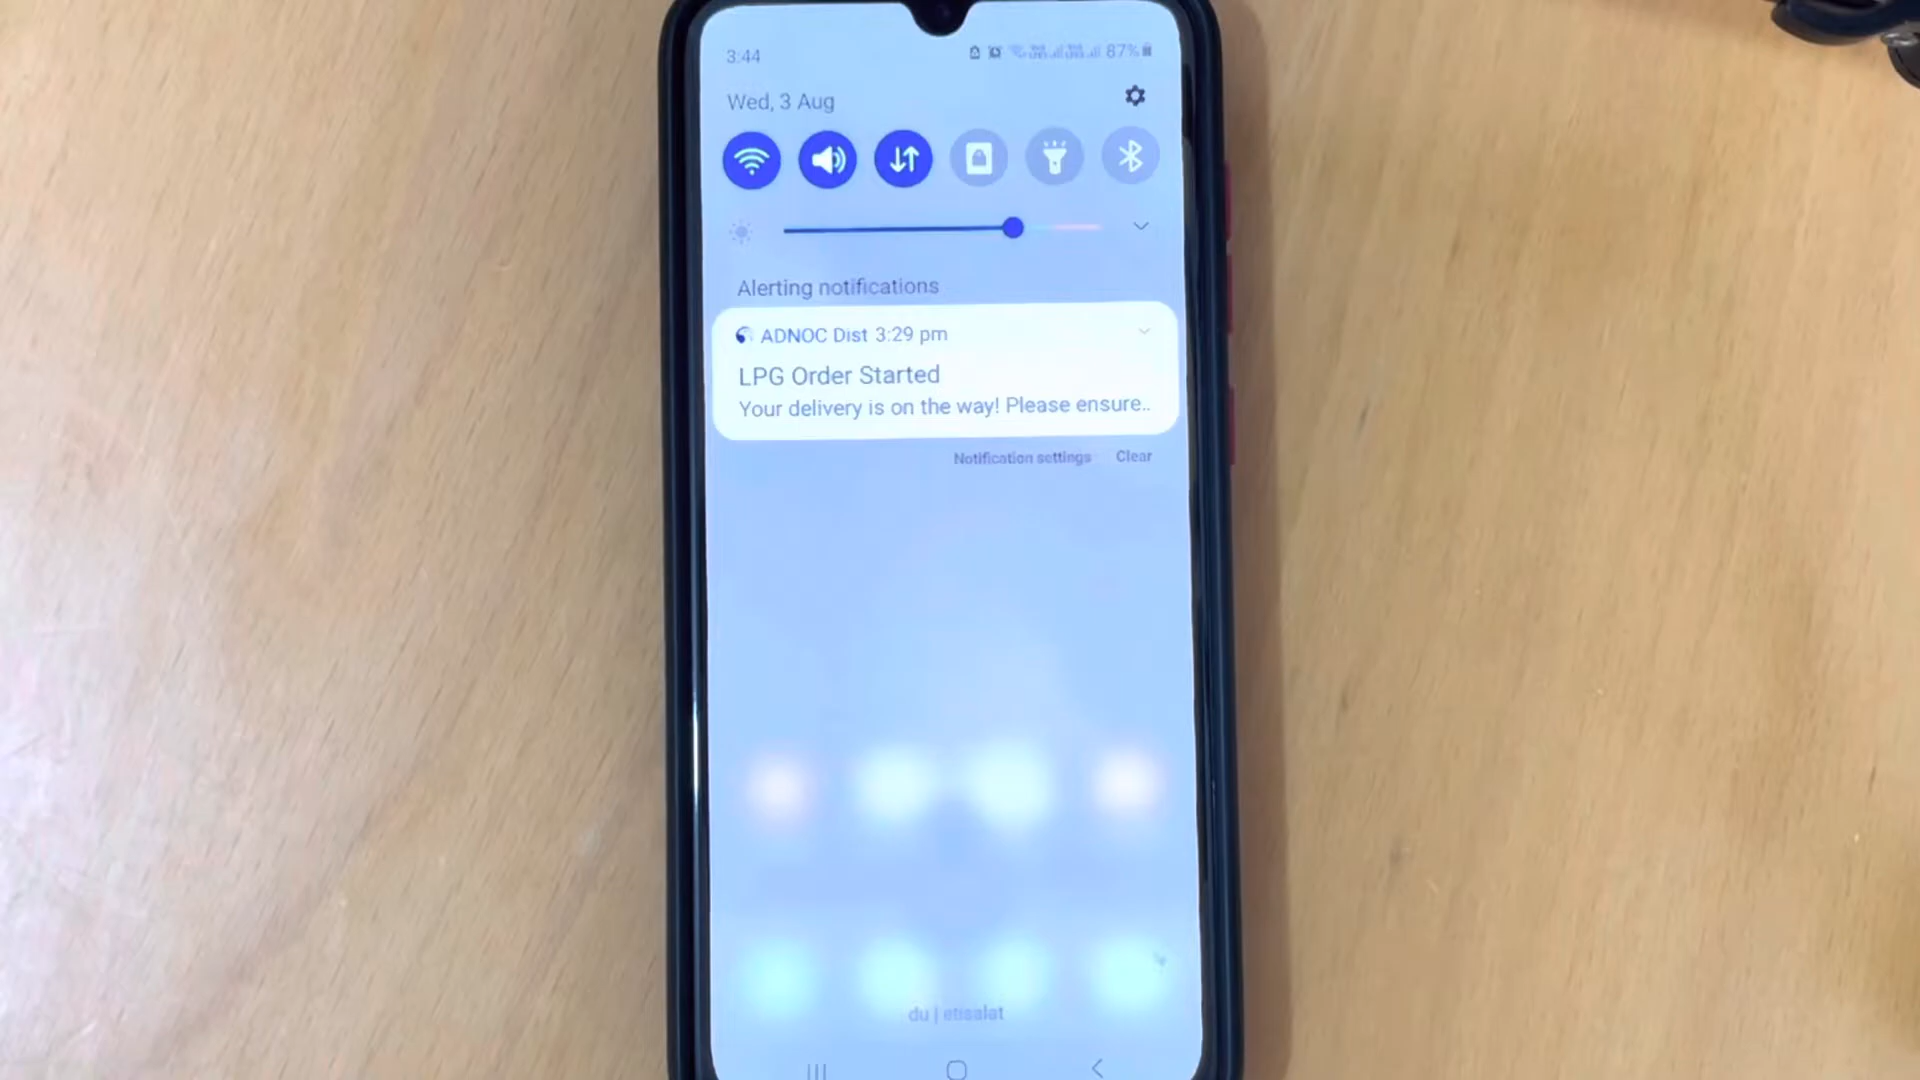 3:44
87%
Wed, 3 Aug
Alerting notifications
ADNOC Dist 3:29 pm
LPG Order Started
Your delivery is on the way! Please ensure..
Notification settings Clear
du | etisalat